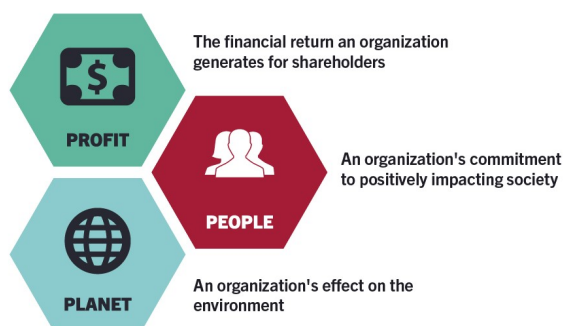 The financial return an organization
generates for shareholders
PROFIT
An organization's commitment
to positively impacting society
PEOPLE
An organization's effect on the
environment
PLANET